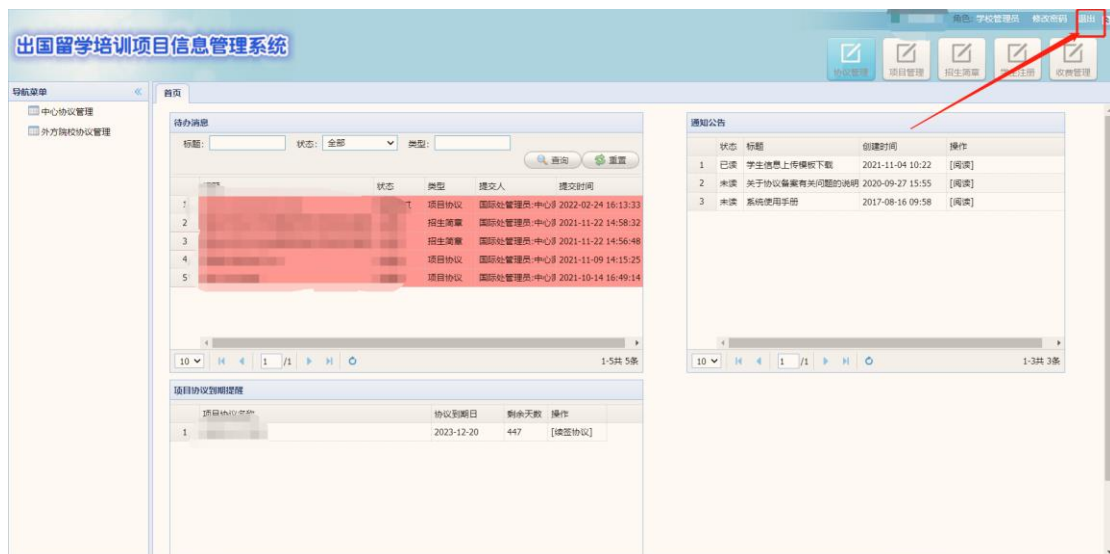 角色: 学校管理员 修改密码 退出
出国留学培训项目信息管理系统
协议管理 项目管理 招生简章 学生注册 收费管理
导航菜单 «
首页
中心协议管理
外方院校协议管理
待办消息
标题: 状态: 全部 类型:
查询 重置
状态 类型 提交人 提交时间
1 项目协议 国际处管理员:中心 2022-02-24 16:13:33
2 招生简章 国际处管理员:中心 2021-11-22 14:58:32
3 招生简章 国际处管理员:中心 2021-11-22 14:56:48
4 项目协议 国际处管理员:中心 2021-11-09 14:15:25
5 项目协议 国际处管理员:中心 2021-10-14 16:49:14
10 1 /1 1-5共 5条
通知公告
状态 标题 创建时间 操作
1 已读 学生信息上传模板下载 2021-11-04 10:22 [阅读]
2 未读 关于协议备案有关问题的说明 2020-09-27 15:55 [阅读]
3 未读 系统使用手册 2017-08-16 09:58 [阅读]
10 1 /1 1-3共 3条
项目协议到期提醒
项目协议名称 协议到期日 剩余天数 操作
1 2023-12-20 447 [续签协议]